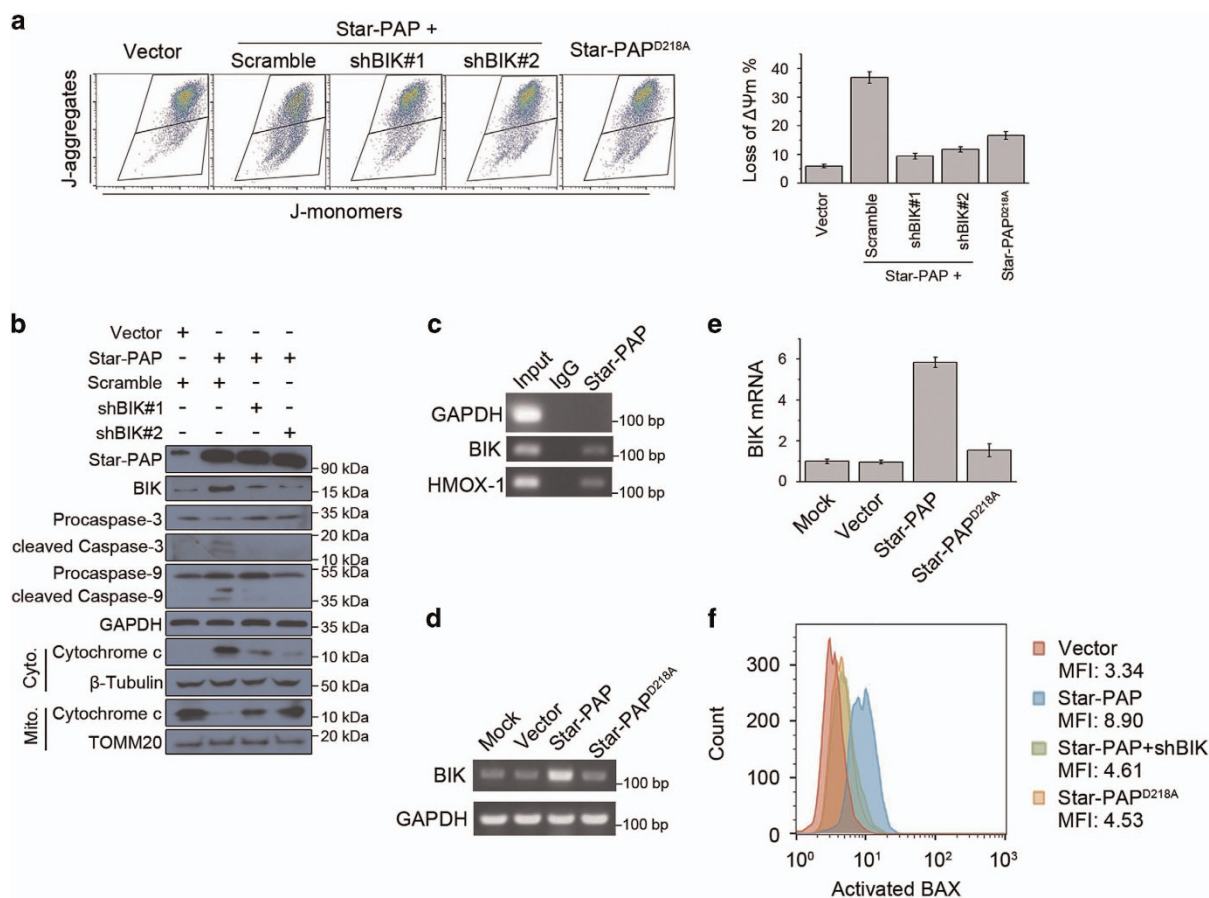 a
Star-PAP +
Vector
Scramble
shBIK#1
shBIK#2
Star-PAPD218A
J-aggregates
J-monomers
Loss of ΔΨm %
40
30
20
10
0
Vector
Scramble
shBIK#1
shBIK#2
Star-PAPD218A
Star-PAP +
b
Vector + - - -
Star-PAP - + + +
Scramble + + - -
shBIK#1 - - + -
shBIK#2 - - - +
Star-PAP 90 kDa
BIK 15 kDa
Procaspase-3 35 kDa
20 kDa
cleaved Caspase-3
10 kDa
Procaspase-9 55 kDa
cleaved Caspase-9 35 kDa
GAPDH 35 kDa
Cyto.
Cytochrome c 10 kDa
β-Tubulin 50 kDa
Mito.
Cytochrome c 10 kDa
20 kDa
TOMM20
c
Input IgG Star-PAP
GAPDH 100 bp
BIK 100 bp
HMOX-1 100 bp
d
Mock Vector Star-PAP Star-PAPD218A
BIK 100 bp
GAPDH 100 bp
e
BIK mRNA
6
4
2
0
Mock
Vector
Star-PAP
Star-PAPD218A
f
Count
300
200
100
0
100 101 102 103
Activated BAX
Vector
MFI: 3.34
Star-PAP
MFI: 8.90
Star-PAP+shBIK
MFI: 4.61
Star-PAPD218A
MFI: 4.53